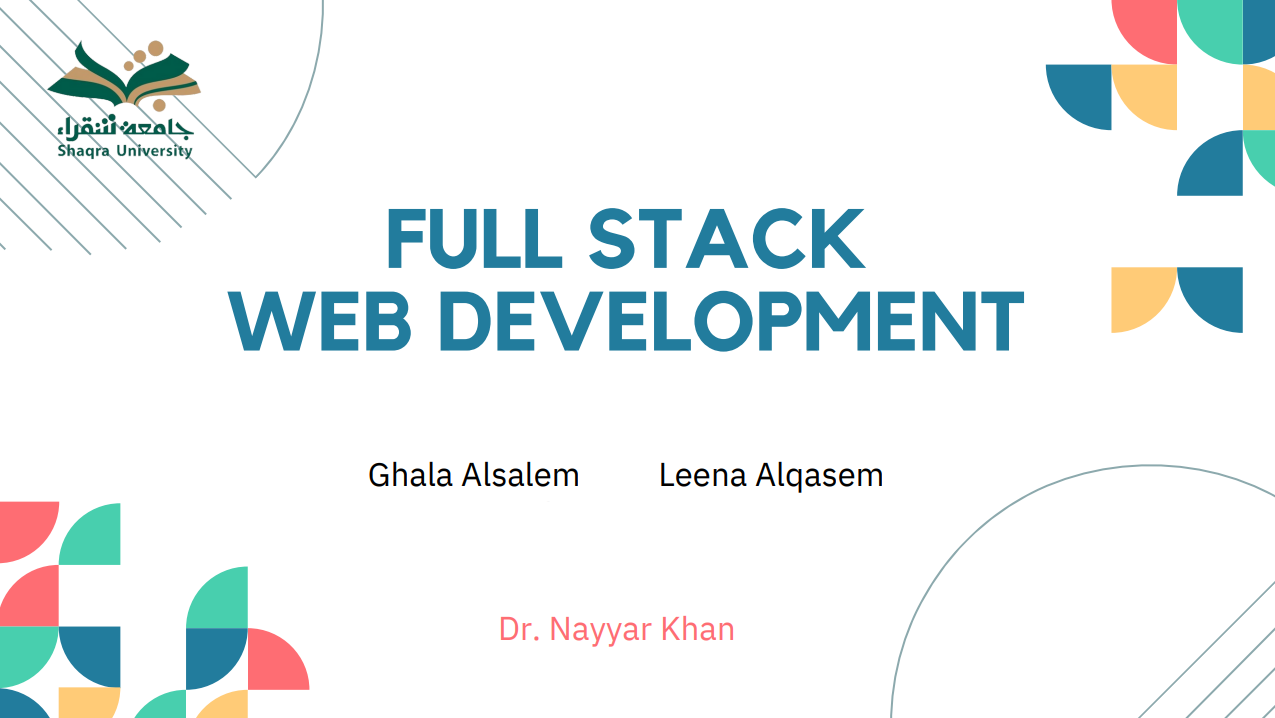 جامعة شقراء
Shaqra University
FULL STACK
WEB DEVELOPMENT
Ghala Alsalem Leena Alqasem
Dr. Nayyar Khan